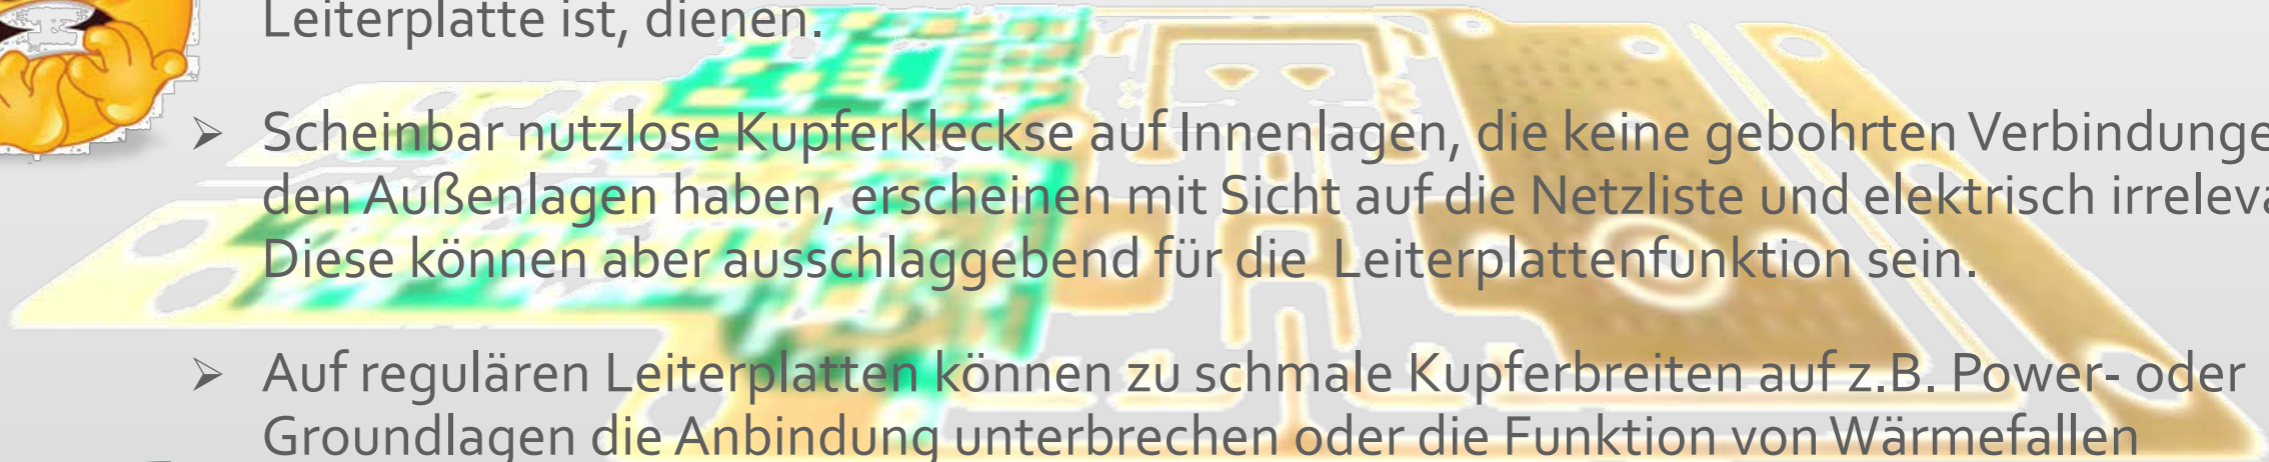 Leiterplatte ist, dienen.
➢ Scheinbar nutzlose Kupferkleckse auf Innenlagen, die keine gebohrten Verbindunge
den Außenlagen haben, erscheinen mit Sicht auf die Netzliste und elektrisch irreleva
Diese können aber ausschlaggebend für die Leiterplattenfunktion sein.
➢ Auf regulären Leiterplatten können zu schmale Kupferbreiten auf z.B. Power- oder
Groundlagen die Anbindung unterbrechen oder die Funktion von Wärmefallen